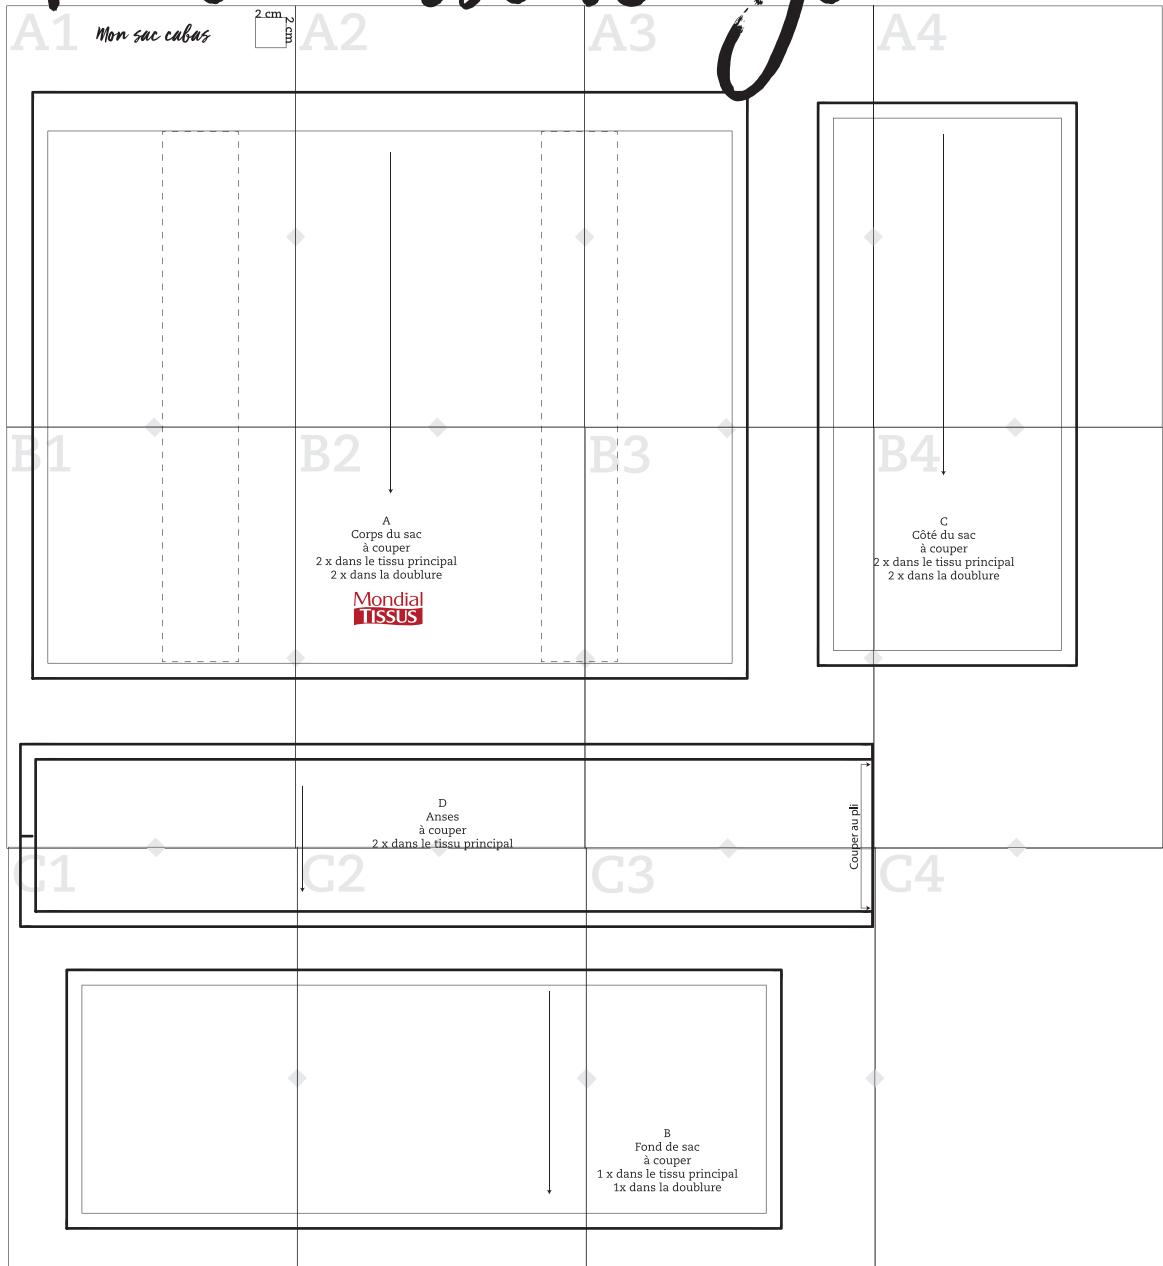 2 cm
2 cm
A1
Mon sac cabas
A2
A3
A4
B1
B2
B3
B4
A
Corps du sac
à couper
2 x dans le tissu principal
2 x dans la doublure
Mondial
TISSUS
C
Côté du sac
à couper
2 x dans le tissu principal
2 x dans la doublure
D
Anses
à couper
2 x dans le tissu principal
Couper au pli
C1
C2
C3
C4
B
Fond de sac
à couper
1 x dans le tissu principal
1x dans la doublure